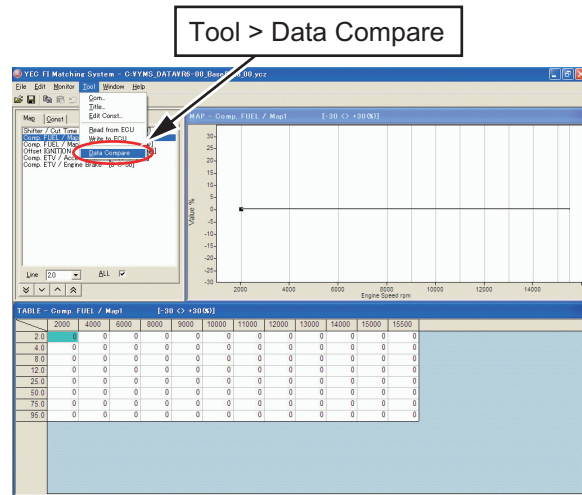 Tool > Data Compare
YEC FI Matching System - C:¥YMS_DATA¥R6-08_Base
File Edit Monitor Tool Window Help
Com..
Title..
Edit Const..
Read from ECU
Write to ECU
Data Compare
Map Const
Shifter / Cut Time
Comp. FUEL / Map
Comp. FUEL / Map
Comp. ETV / Engine Brake
Line 2.0 ALL
MAP - Comp. FUEL / Map1 [-30 <> +30(%)]
Value %
30
25
20
15
10
5
0
-5
-10
-15
-20
-25
-30
2000 4000 6000 8000 10000 12000 14000
Engine Speed rpm
TABLE - Comp. FUEL / Map1 [-30 <> +30(%)]
2000 4000 6000 8000 9000 10000 11000 12000 13000 14000 15000 15500
2.0 0 0 0 0 0 0 0 0 0 0 0 0
4.0 0 0 0 0 0 0 0 0 0 0 0 0
8.0 0 0 0 0 0 0 0 0 0 0 0 0
12.0 0 0 0 0 0 0 0 0 0 0 0 0
25.0 0 0 0 0 0 0 0 0 0 0 0 0
50.0 0 0 0 0 0 0 0 0 0 0 0 0
75.0 0 0 0 0 0 0 0 0 0 0 0 0
95.0 0 0 0 0 0 0 0 0 0 0 0 0